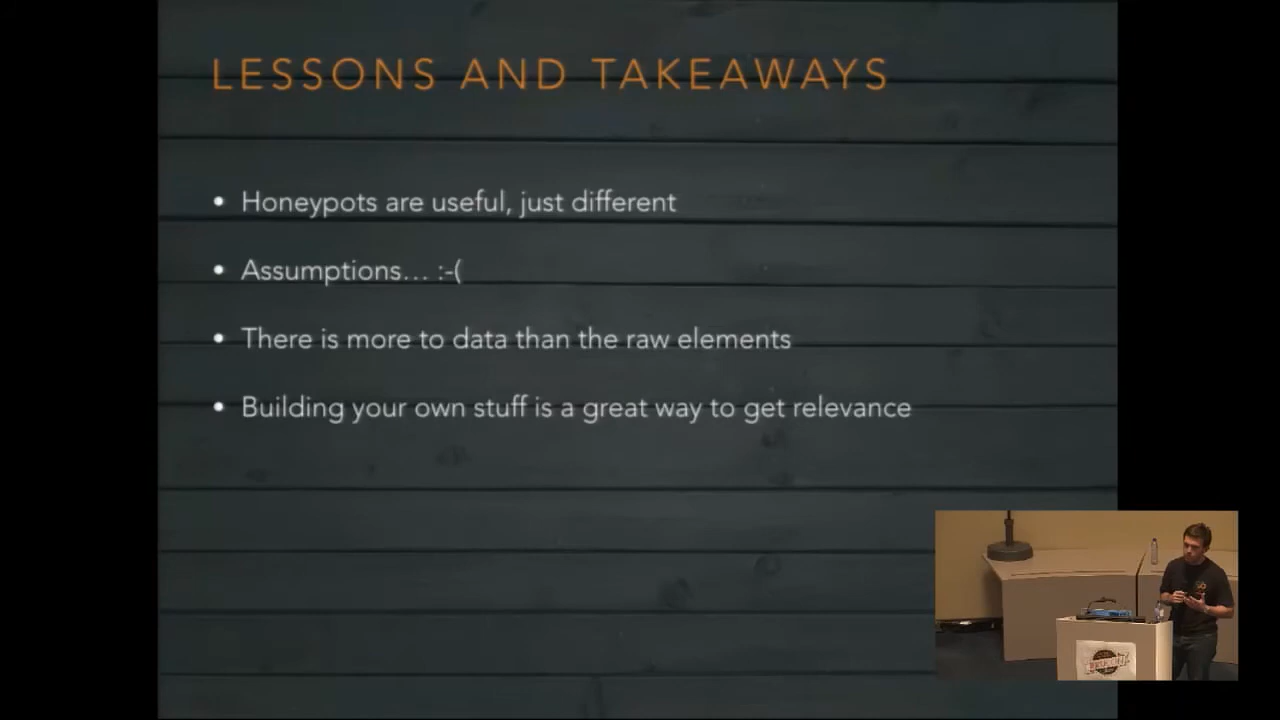 LESSONS AND TAKEAWAYS
• Honeypots are useful, just different
• Assumptions… :-(
• There is more to data than the raw elements
• Building your own stuff is a great way to get relevance